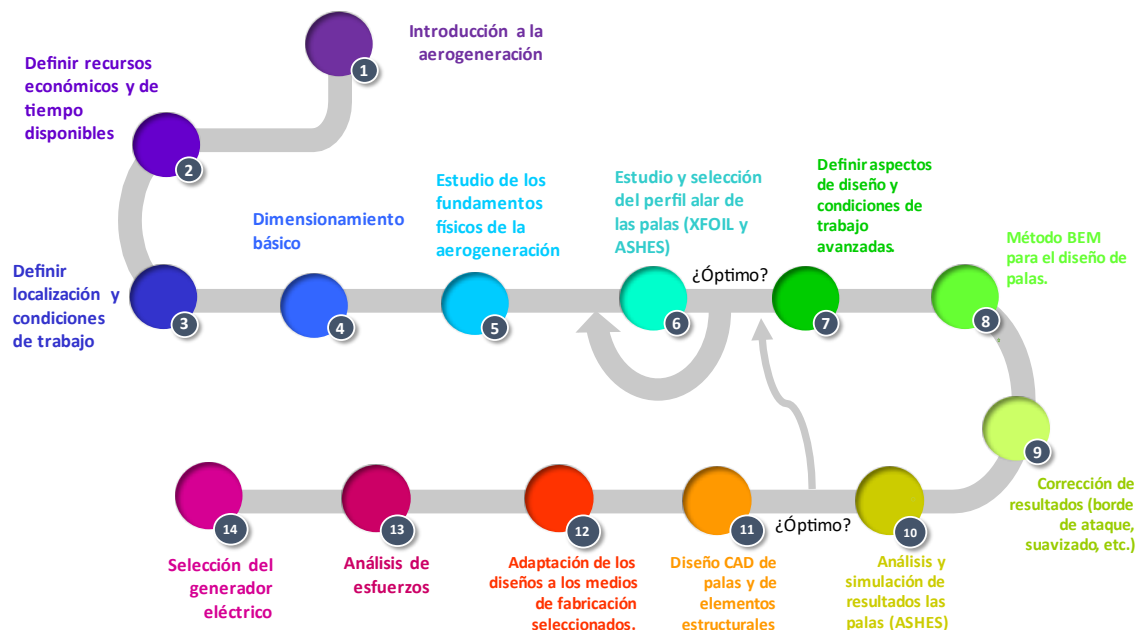 Introducción a la
aerogeneración
1
Definir recursos
económicos y de
tiempo
disponibles
2
Definir
localización y
condiciones
de trabajo
3
Dimensionamiento
básico
4
Estudio de los
fundamentos
físicos de la
aerogeneración
5
Estudio y selección
del perfil alar de
las palas (XFOIL y
ASHES)
6
¿Óptimo?
Definir aspectos
de diseño y
condiciones de
trabajo
avanzadas.
7
Método BEM
para el diseño de
palas.
8
9
Corrección de
resultados (borde
de ataque,
suavizado, etc.)
10
Análisis y
simulación de
resultados las
palas (ASHES)
¿Óptimo?
11
Diseño CAD de
palas y de
elementos
estructurales
12
Adaptación de los
diseños a los medios
de fabricación
seleccionados.
13
Análisis de
esfuerzos
14
Selección del
generador
eléctrico